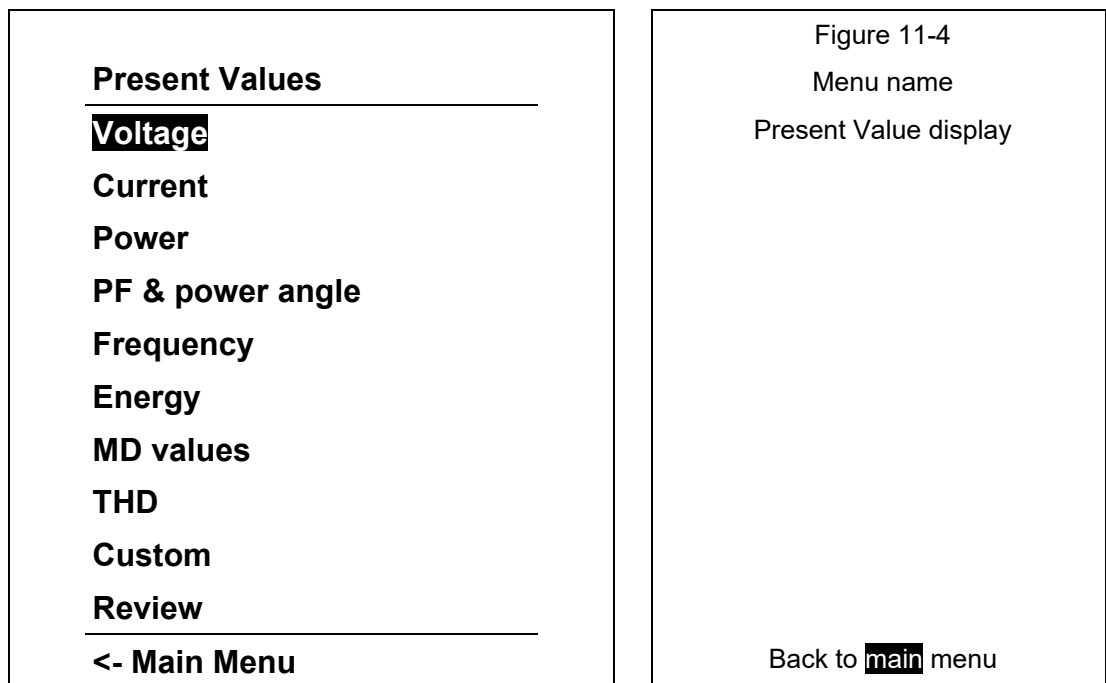 Present Values
Voltage
Current
Power
PF & power angle
Frequency
Energy
MD values
THD
Custom
Review
<- Main Menu
Figure 11-4
Menu name
Present Value display
Back to main menu